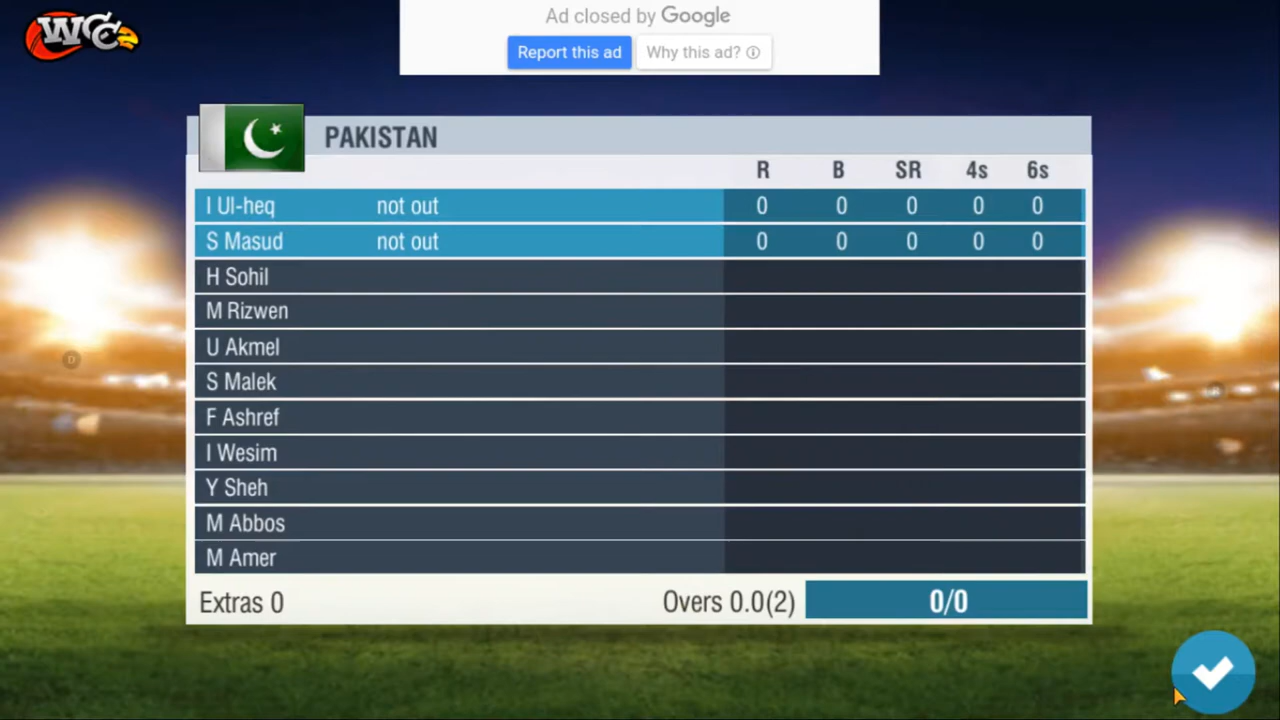 WCC
Ad closed by Google
Report this ad Why this ad?
PAKISTAN
R B SR 4s 6s
I Ul-heq not out 0 0 0 0 0
S Masud not out 0 0 0 0 0
H Sohil
M Rizwen
U Akmel
S Malek
F Ashref
I Wesim
Y Sheh
M Abbos
M Amer
Extras 0 Overs 0.0(2) 0/0